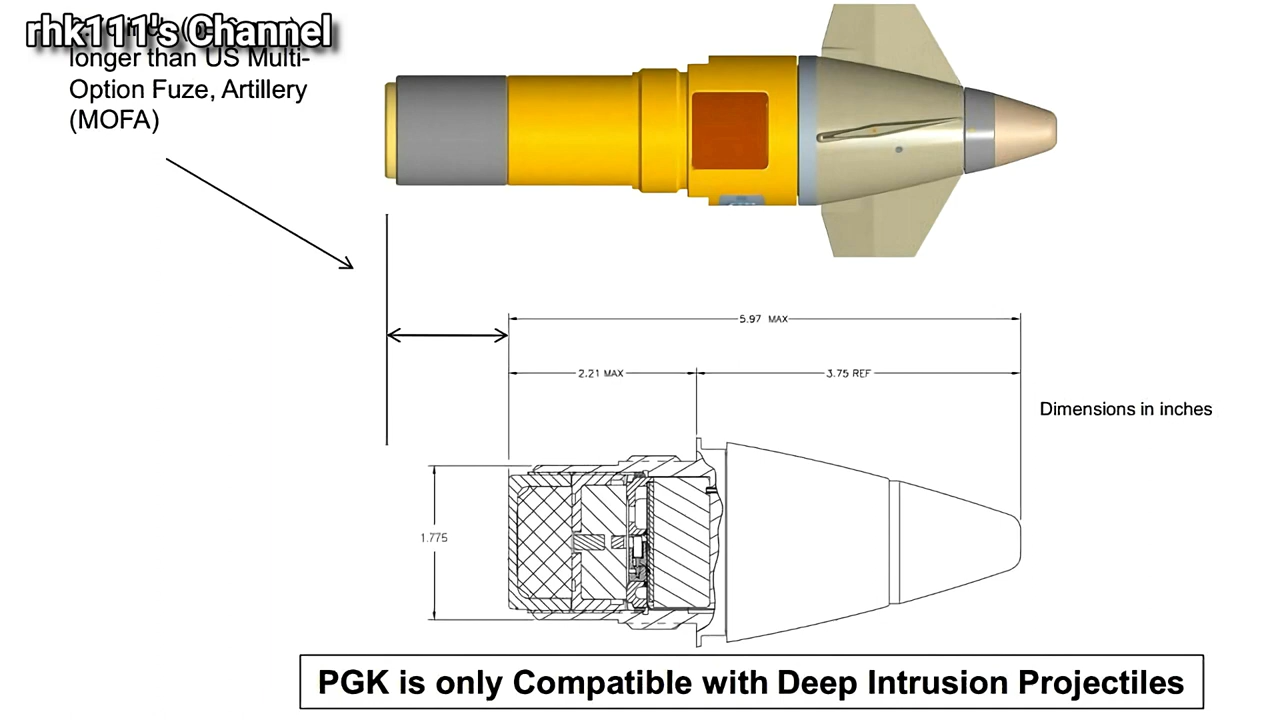 rhk111's Channel
longer than US Multi-
Option Fuze, Artillery
(MOFA)
5.97 MAX
2.21 MAX
3.75 REF
Dimensions in inches
1.775
PGK is only Compatible with Deep Intrusion Projectiles